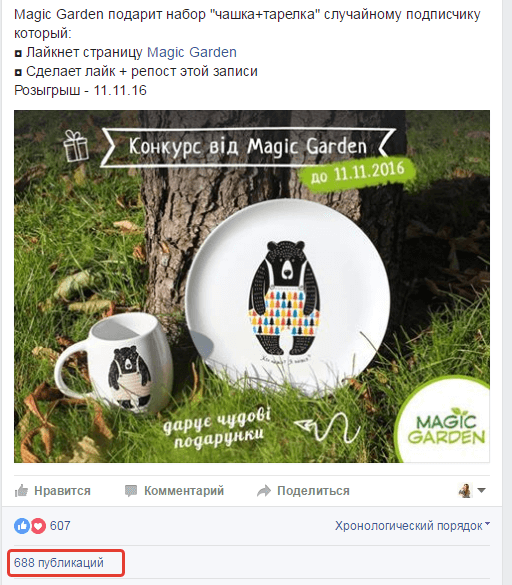 Magic Garden подарит набор "чашка+тарелка" случайному подписчику
который:
◘ Лайкнет страницу Magic Garden
◘ Сделает лайк + репост этой записи
Розыгрыш - 11.11.16
Конкурс від Magic Garden
до 11.11.2016
дарує чудові
подарунки
MAGIC
GARDEN
Нравится Комментарий Поделиться
607 Хронологический порядок
688 публикаций